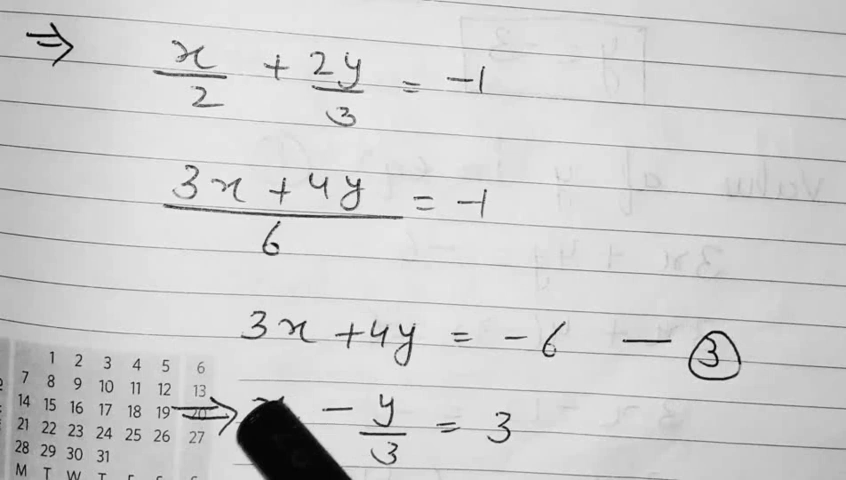 ⇒ x/2 + 2y/3 = -1
3x + 4y / 6 = -1
3x + 4y = -6 — ③
⇒ x - y/3 = 3
1 2 3 4 5 6
7 8 9 10 11 12 13
14 15 16 17 18 19 20
21 22 23 24 25 26 27
28 29 30 31
M T W T F S S